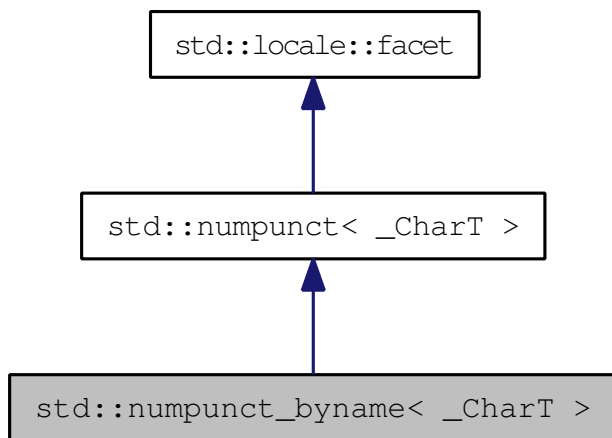 std::locale::facet
std::numpunct< _CharT >
std::numpunct_byname< _CharT >